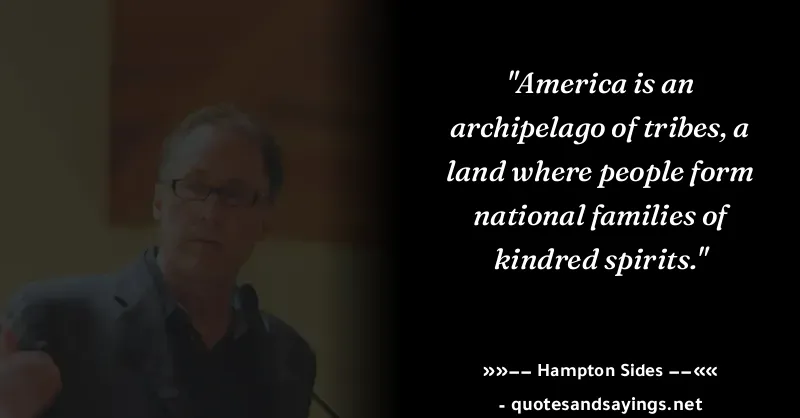 "America is an
archipelago of tribes, a
land where people form
national families of
kindred spirits."
»»−− Hampton Sides −−««
- quotesandsayings.net